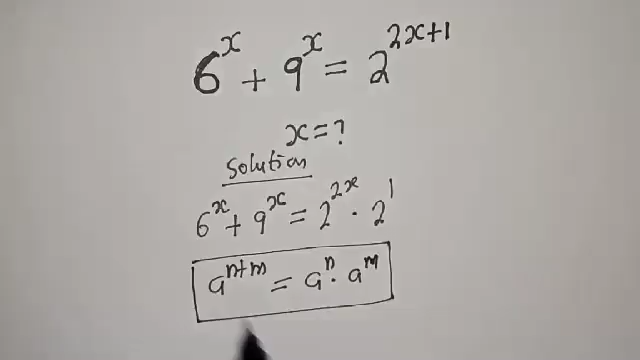 6^x + 9^x = 2^{2x+1}
x = ?
Solution
6^x + 9^x = 2^{2x} · 2^1
a^{n+m} = a^n · a^m